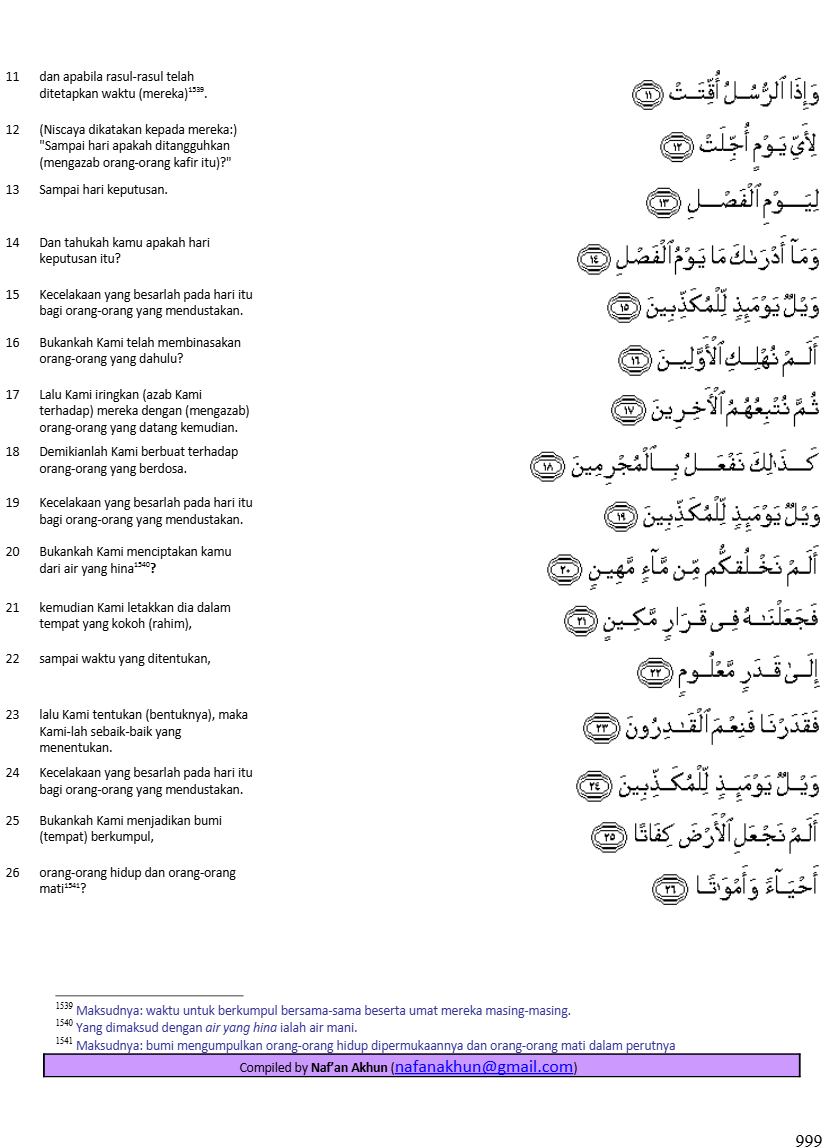 11 dan apabila rasul-rasul telah
ditetapkan waktu (mereka)¹⁵³⁹.
وَإِذَا ٱلرُّسُلُ أُقِّتَتْ ١١
12 (Niscaya dikatakan kepada mereka:)
"Sampai hari apakah ditangguhkan
(mengazab orang-orang kafir itu)?"
لِأَيِّ يَوْمٍ أُجِّلَتْ ١٢
13 Sampai hari keputusan.
لِيَوْمِ ٱلْفَصْلِ ١٣
14 Dan tahukah kamu apakah hari
keputusan itu?
وَمَآ أَدْرَىٰكَ مَا يَوْمُ ٱلْفَصْلِ ١٤
15 Kecelakaan yang besarlah pada hari itu
bagi orang-orang yang mendustakan.
وَيْلٌ يَوْمَئِذٍ لِّلْمُكَذِّبِينَ ١٥
16 Bukankah Kami telah membinasakan
orang-orang yang dahulu?
أَلَمْ نُهْلِكِ ٱلْأَوَّلِينَ ١٦
17 Lalu Kami iringkan (azab Kami
terhadap) mereka dengan (mengazab)
orang-orang yang datang kemudian.
ثُمَّ نُتْبِعُهُمُ ٱلْأَخِرِينَ ١٧
18 Demikianlah Kami berbuat terhadap
orang-orang yang berdosa.
كَذَٰلِكَ نَفْعَلُ بِٱلْمُجْرِمِينَ ١٨
19 Kecelakaan yang besarlah pada hari itu
bagi orang-orang yang mendustakan.
وَيْلٌ يَوْمَئِذٍ لِّلْمُكَذِّبِينَ ١٩
20 Bukankah Kami menciptakan kamu
dari air yang hina¹⁵⁴⁰?
أَلَمْ نَخْلُقكُّم مِّن مَّآءٍ مَّهِينٍ ٢٠
21 kemudian Kami letakkan dia dalam
tempat yang kokoh (rahim),
فَجَعَلْنَـٰهُ فِى قَرَارٍ مَّكِينٍ ٢١
22 sampai waktu yang ditentukan,
إِلَىٰ قَدَرٍ مَّعْلُومٍ ٢٢
23 lalu Kami tentukan (bentuknya), maka
Kami-lah sebaik-baik yang
menentukan.
فَقَدَرْنَا فَنِعْمَ ٱلْقَـٰدِرُونَ ٢٣
24 Kecelakaan yang besarlah pada hari itu
bagi orang-orang yang mendustakan.
وَيْلٌ يَوْمَئِذٍ لِّلْمُكَذِّبِينَ ٢٤
25 Bukankah Kami menjadikan bumi
(tempat) berkumpul,
أَلَمْ نَجْعَلِ ٱلْأَرْضَ كِفَاتًا ٢٥
26 orang-orang hidup dan orang-orang
mati¹⁵⁴¹?
أَحْيَآءً وَأَمْوَٰتًا ٢٦
¹⁵³⁹ Maksudnya: waktu untuk berkumpul bersama-sama beserta umat mereka masing-masing.
¹⁵⁴⁰ Yang dimaksud dengan air yang hina ialah air mani.
¹⁵⁴¹ Maksudnya: bumi mengumpulkan orang-orang hidup dipermukaannya dan orang-orang mati dalam perutnya
Compiled by Naf'an Akhun (nafanakhun@gmail.com)
999